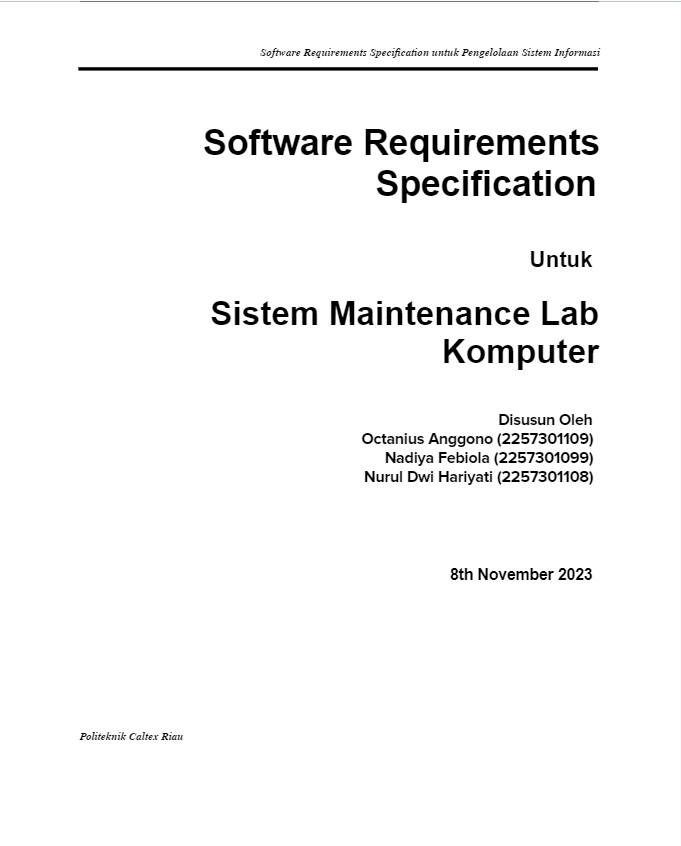 Software Requirements Specification untuk Pengelolaan Sistem Informasi
Software Requirements
Specification
Untuk
Sistem Maintenance Lab
Komputer
Disusun Oleh
Octanius Anggono (2257301109)
Nadiya Febiola (2257301099)
Nurul Dwi Hariyati (2257301108)
8th November 2023
Politeknik Caltex Riau